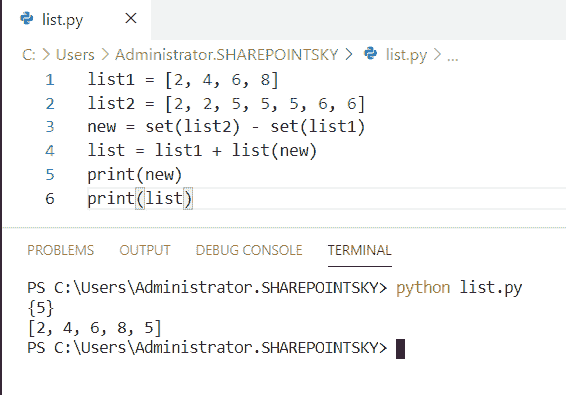 list.py
C: > Users > Administrator.SHAREPOINTSKY > list.py > ...
1 list1 = [2, 4, 6, 8]
2 list2 = [2, 2, 5, 5, 5, 6, 6]
3 new = set(list2) - set(list1)
4 list = list1 + list(new)
5 print(new)
6 print(list)
PROBLEMS OUTPUT DEBUG CONSOLE TERMINAL
PS C:\Users\Administrator.SHAREPOINTSKY> python list.py
{5}
[2, 4, 6, 8, 5]
PS C:\Users\Administrator.SHAREPOINTSKY>